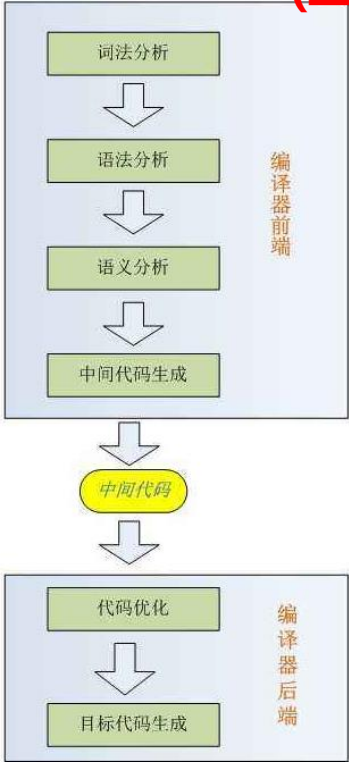 词法分析
语法分析
语义分析
中间代码生成
编译器前端
中间代码
代码优化
目标代码生成
编译器后端